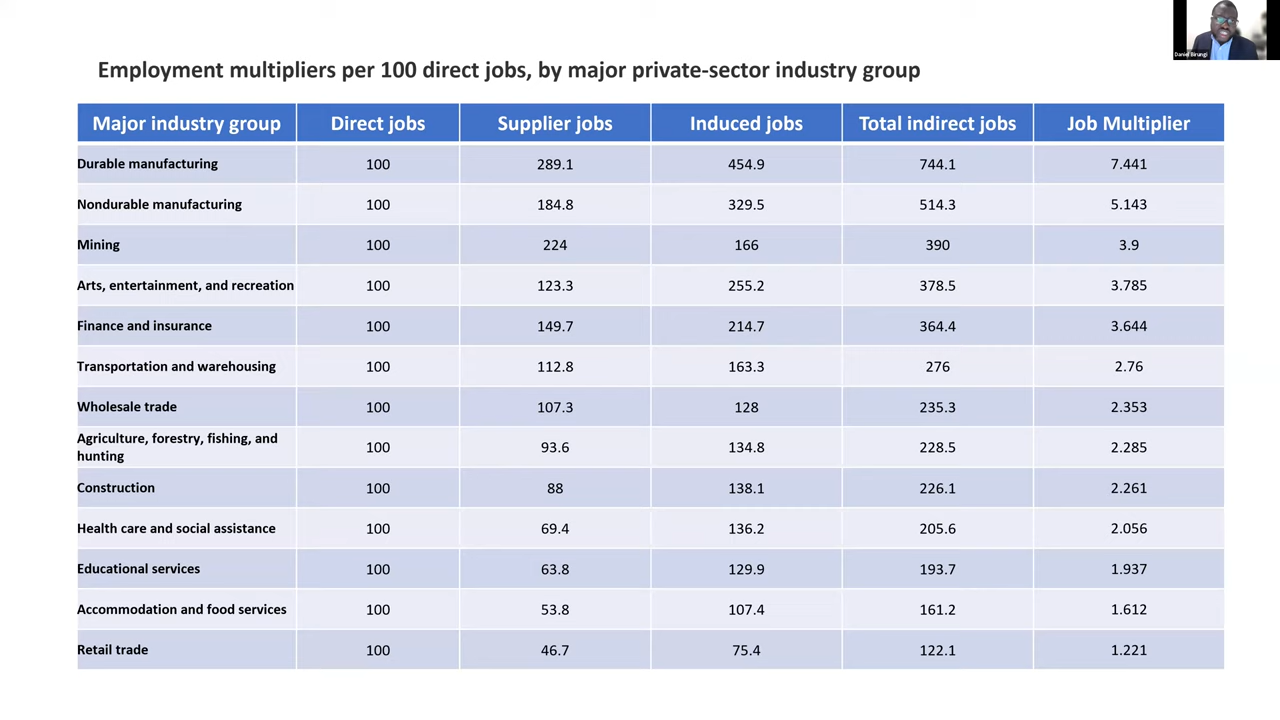 Daniel Birungi
Employment multipliers per 100 direct jobs, by major private-sector industry group
Major industry group Direct jobs Supplier jobs Induced jobs Total indirect jobs Job Multiplier
Durable manufacturing 100 289.1 454.9 744.1 7.441
Nondurable manufacturing 100 184.8 329.5 514.3 5.143
Mining 100 224 166 390 3.9
Arts, entertainment, and recreation 100 123.3 255.2 378.5 3.785
Finance and insurance 100 149.7 214.7 364.4 3.644
Transportation and warehousing 100 112.8 163.3 276 2.76
Wholesale trade 100 107.3 128 235.3 2.353
Agriculture, forestry, fishing, and
hunting 100 93.6 134.8 228.5 2.285
Construction 100 88 138.1 226.1 2.261
Health care and social assistance 100 69.4 136.2 205.6 2.056
Educational services 100 63.8 129.9 193.7 1.937
Accommodation and food services 100 53.8 107.4 161.2 1.612
Retail trade 100 46.7 75.4 122.1 1.221